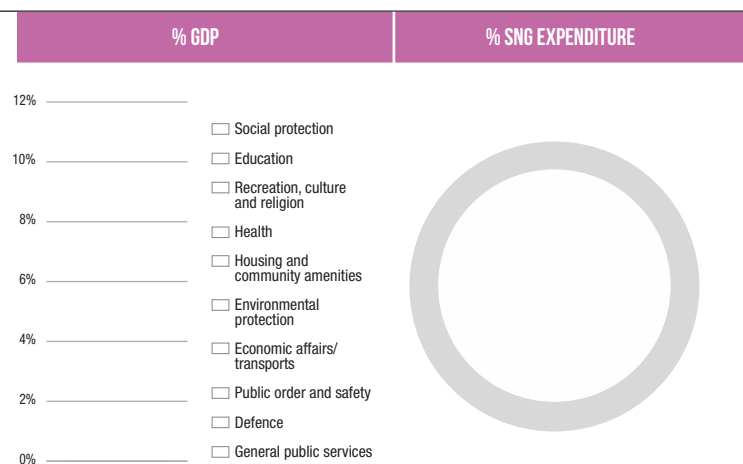 % GDP
% SNG EXPENDITURE
12%
10%
8%
6%
4%
2%
0%
Social protection
Education
Recreation, culture
and religion
Health
Housing and
community amenities
Environmental
protection
Economic affairs/
transports
Public order and safety
Defence
General public services